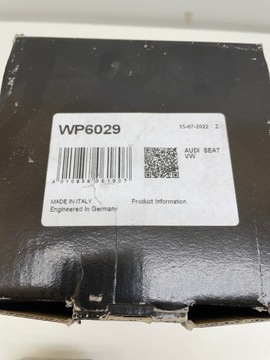 WP6029
15-07-2022 Z
AUDI SEAT
VW
MADE IN ITALY
Engineered In Germany
Product Information